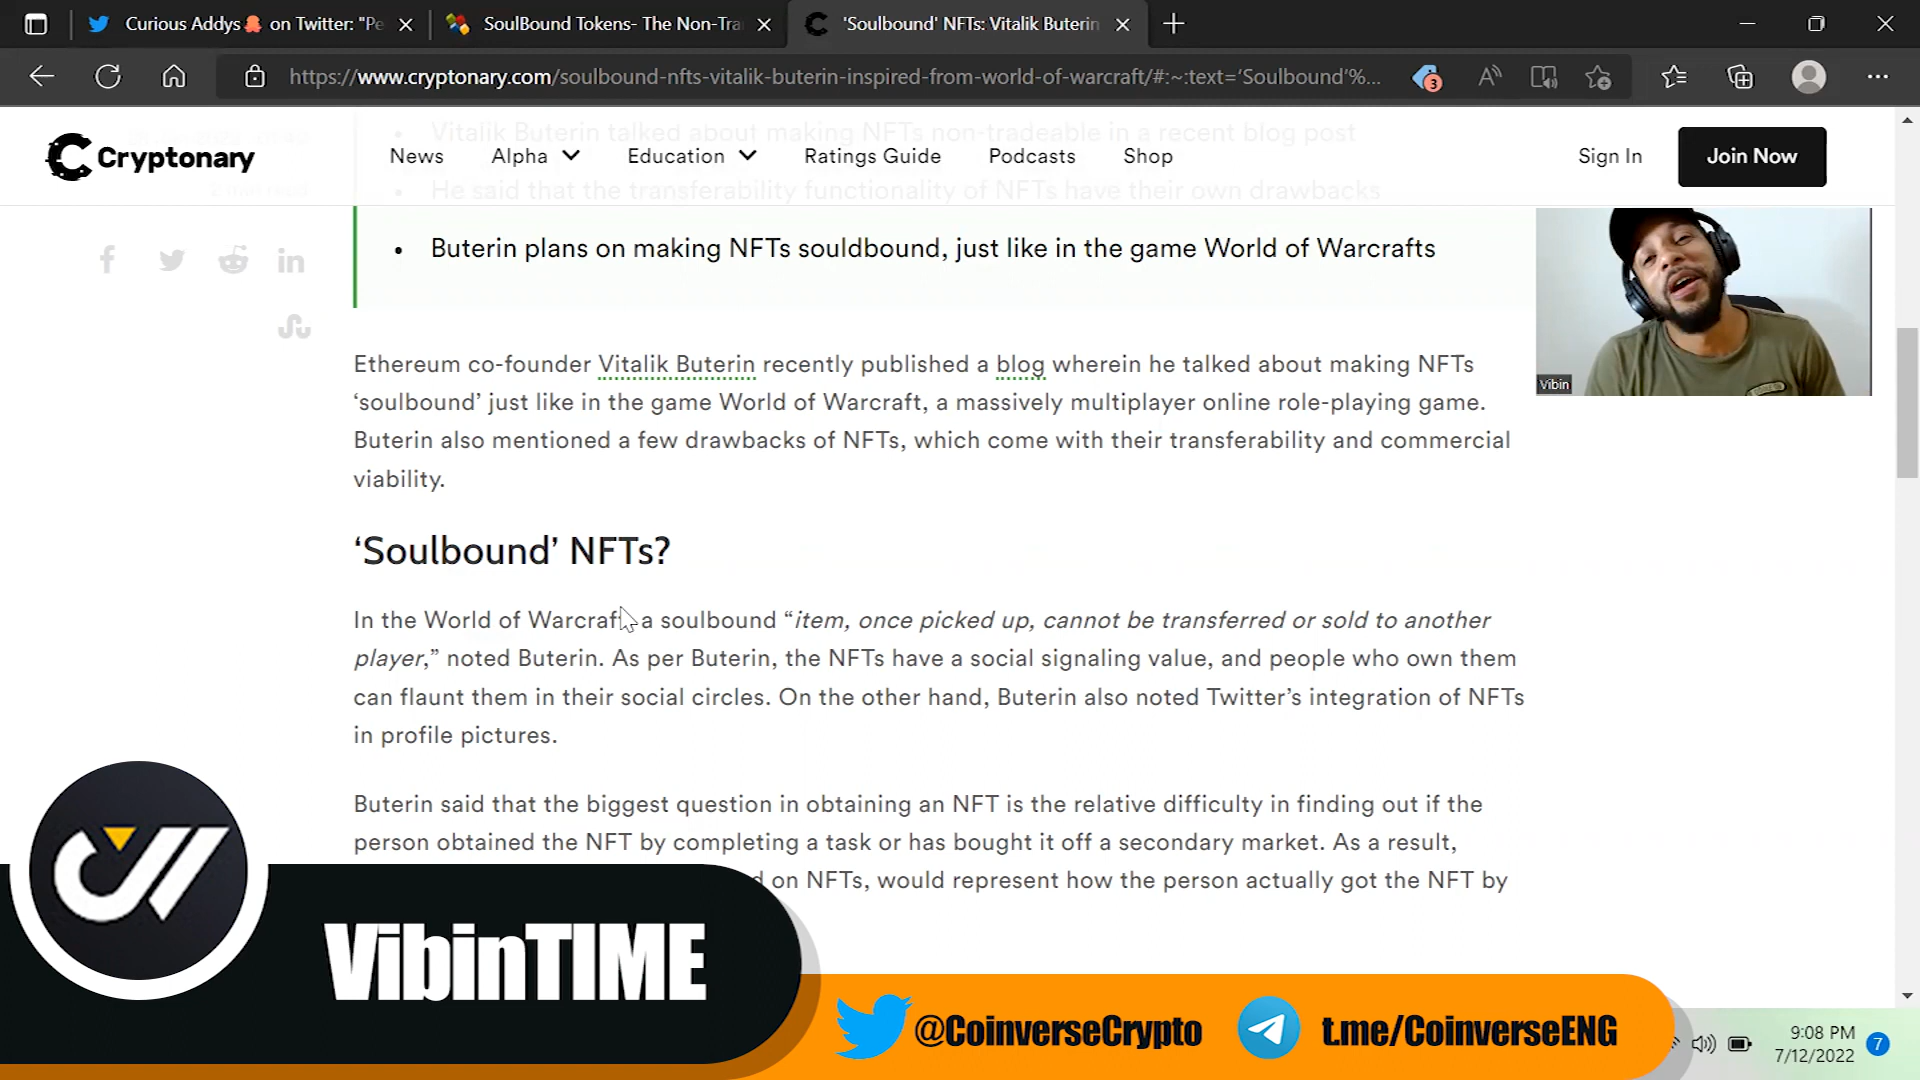 Curious Addys on Twitter: "Pe
SoulBound Tokens- The Non-Tra
'Soulbound' NFTs: Vitalik Buterin
https://www.cryptonary.com/soulbound-nfts-vitalik-buterin-inspired-from-world-of-warcraft/#:~:text='Soulbound'%...
3
Vitalik Buterin talked about making NFTs non-tradeable in a recent blog post
Cryptonary
News
Alpha
Education
Ratings Guide
Podcasts
Shop
Sign In
Join Now
He said that the transferability functionality of NFTs have their own drawbacks
• Buterin plans on making NFTs souldbound, just like in the game World of Warcrafts
Vibin
Ethereum co-founder Vitalik Buterin recently published a blog wherein he talked about making NFTs
‘soulbound’ just like in the game World of Warcraft, a massively multiplayer online role-playing game.
Buterin also mentioned a few drawbacks of NFTs, which come with their transferability and commercial
viability.
‘Soulbound’ NFTs?
In the World of Warcraft a soulbound “item, once picked up, cannot be transferred or sold to another
player,” noted Buterin. As per Buterin, the NFTs have a social signaling value, and people who own them
can flaunt them in their social circles. On the other hand, Buterin also noted Twitter’s integration of NFTs
in profile pictures.
Buterin said that the biggest question in obtaining an NFT is the relative difficulty in finding out if the
person obtained the NFT by completing a task or has bought it off a secondary market. As a result,
on NFTs, would represent how the person actually got the NFT by
VibinTIME
@CoinverseCrypto
t.me/CoinverseENG
9:08 PM
7/12/2022
7